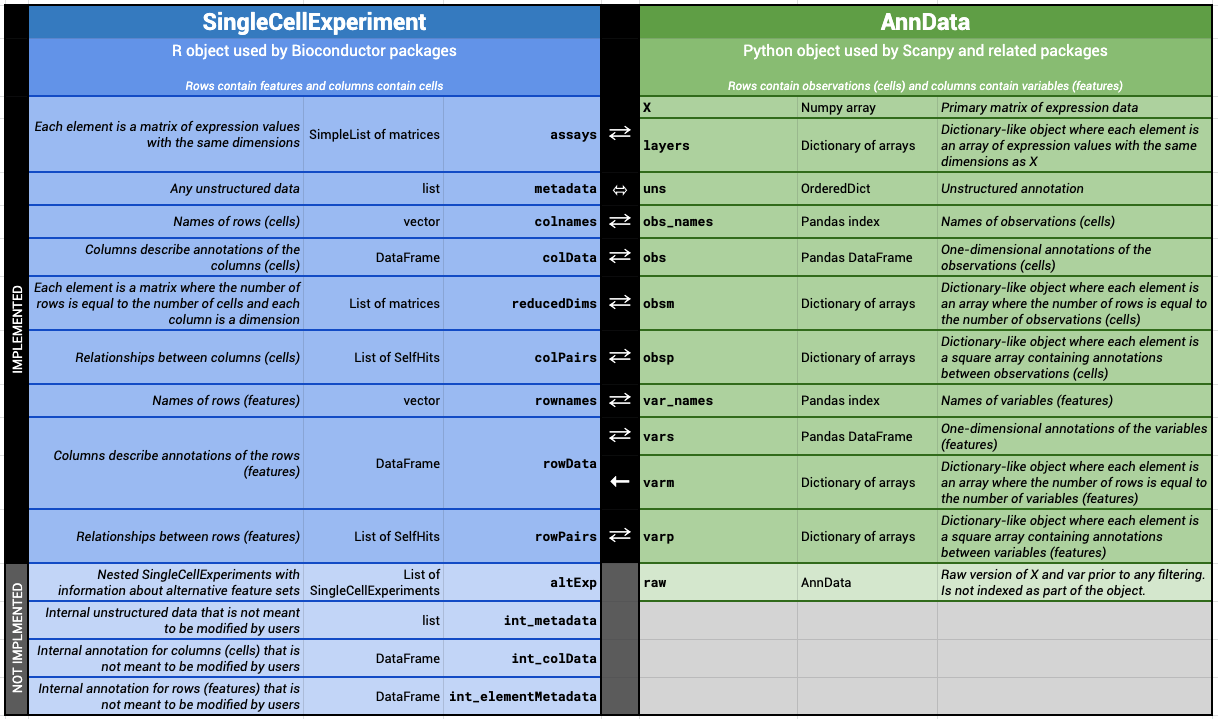 SingleCellExperiment
AnnData
R object used by Bioconductor packages
Python object used by Scanpy and related packages
Rows contain features and columns contain cells
Rows contain observations (cells) and columns contain variables (features)
IMPLEMENTED
Each element is a matrix of expression values
with the same dimensions
SimpleList of matrices
assays
⇄
X
Numpy array
Primary matrix of expression data
layers
Dictionary of arrays
Dictionary-like object where each element is
an array of expression values with the same
dimensions as X
Any unstructured data
list
metadata
⇔
uns
OrderedDict
Unstructured annotation
Names of rows (cells)
vector
colnames
⇄
obs_names
Pandas index
Names of observations (cells)
Columns describe annotations of the
columns (cells)
DataFrame
colData
⇄
obs
Pandas DataFrame
One-dimensional annotations of the
observations (cells)
Each element is a matrix where the number of
rows is equal to the number of cells and each
column is a dimension
List of matrices
reducedDims
⇄
obsm
Dictionary of arrays
Dictionary-like object where each element is
an array where the number of rows is equal to
the number of observations (cells)
Relationships between columns (cells)
List of SelfHits
colPairs
⇄
obsp
Dictionary of arrays
Dictionary-like object where each element is
a square array containing annotations
between observations (cells)
Names of rows (features)
vector
rownames
⇄
var_names
Pandas index
Names of variables (features)
Columns describe annotations of the rows
(features)
DataFrame
rowData
⇄
vars
Pandas DataFrame
One-dimensional annotations of the variables
(features)
←
varm
Dictionary of arrays
Dictionary-like object where each element is
an array where the number of rows is equal to
the number of variables (features)
Relationships between rows (features)
List of SelfHits
rowPairs
⇄
varp
Dictionary of arrays
Dictionary-like object where each element is
a square array containing annotations
between variables (features)
NOT IMPLMENTED
Nested SingleCellExperiments with
information about alternative feature sets
List of
SingleCellExperiments
altExp
raw
AnnData
Raw version of X and var prior to any filtering.
Is not indexed as part of the object.
Internal unstructured data that is not meant
to be modified by users
list
int_metadata
Internal annotation for columns (cells) that is
not meant to be modified by users
DataFrame
int_colData
Internal annotation for rows (features) that is
not meant to be modified by users
DataFrame
int_elementMetadata